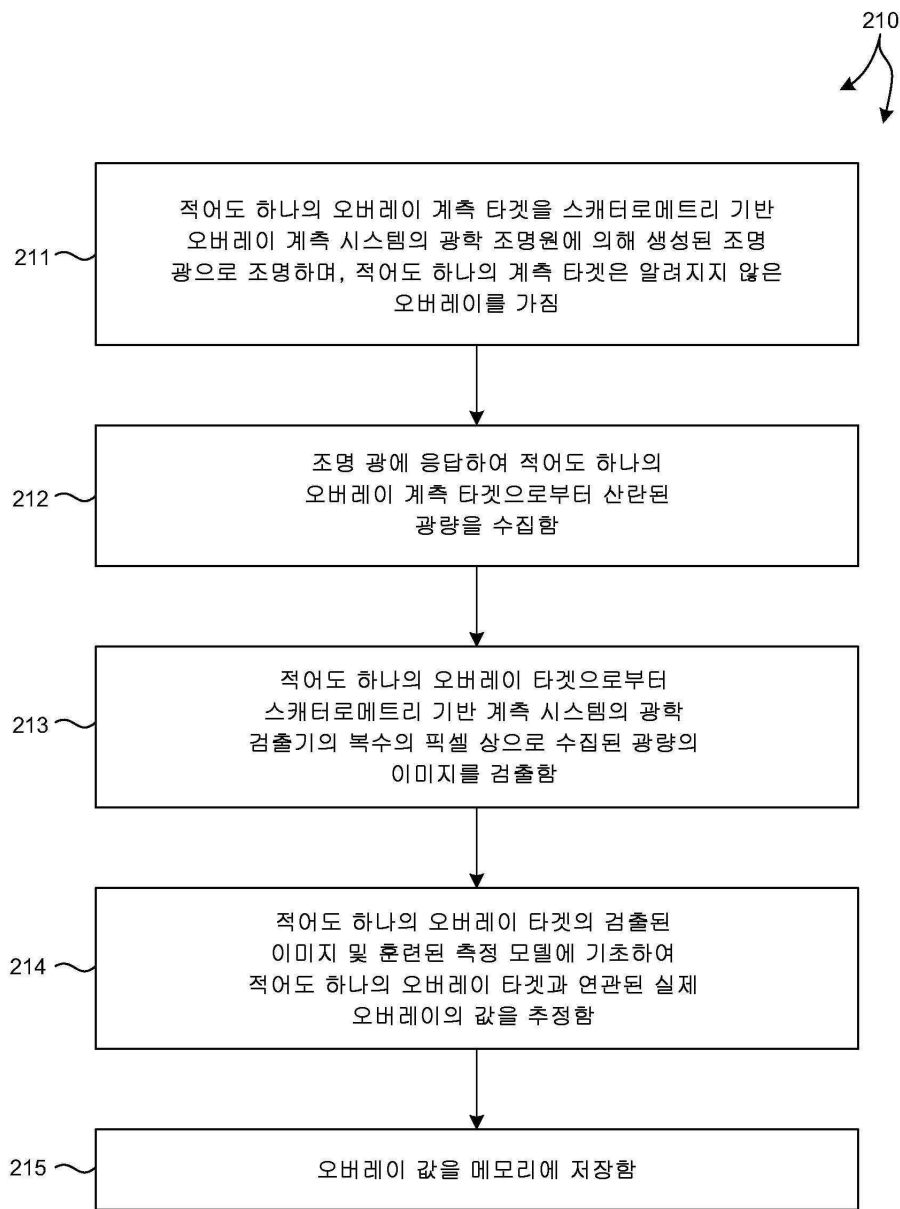 210
211
적어도 하나의 오버레이 계측 타겟을 스캐터로메트리 기반
오버레이 계측 시스템의 광학 조명원에 의해 생성된 조명
광으로 조명하며, 적어도 하나의 계측 타겟은 알려지지 않은
오버레이를 가짐
212
조명 광에 응답하여 적어도 하나의
오버레이 계측 타겟으로부터 산란된
광량을 수집함
213
적어도 하나의 오버레이 타겟으로부터
스캐터로메트리 기반 계측 시스템의 광학
검출기의 복수의 픽셀 상으로 수집된 광량의
이미지를 검출함
214
적어도 하나의 오버레이 타겟의 검출된
이미지 및 훈련된 측정 모델에 기초하여
적어도 하나의 오버레이 타겟과 연관된 실제
오버레이의 값을 추정함
215
오버레이 값을 메모리에 저장함